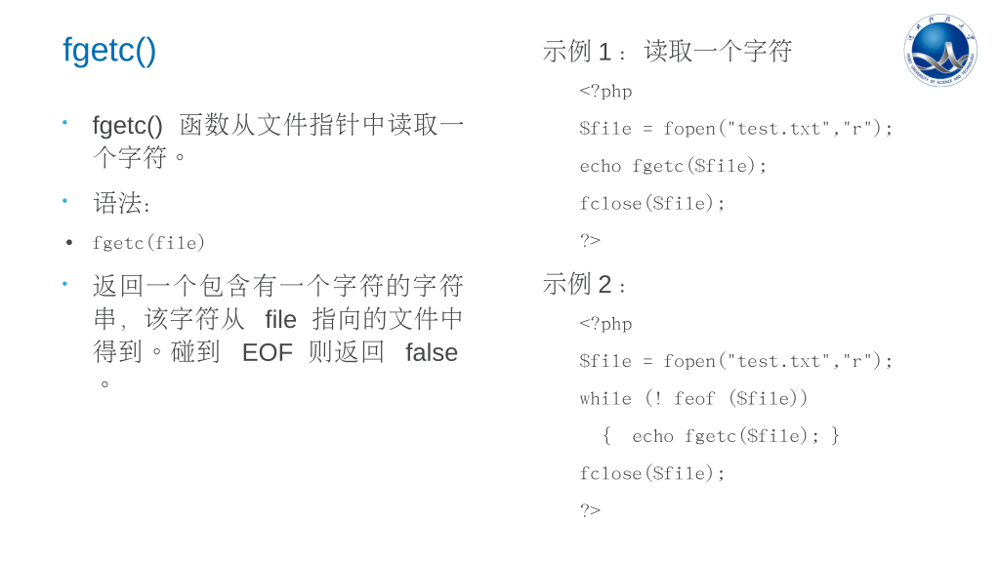 fgetc()
fgetc() 函数从文件指针中读取一
个字符。
语法:
fgetc(file)
返回一个包含有一个字符的字符
串, 该字符从 file 指向的文件中
得到。碰到 EOF 则返回 false
。
示例 1： 读取一个字符
<?php
$file = fopen("test.txt","r");
echo fgetc($file);
fclose($file);
?>
示例 2：
<?php
$file = fopen("test.txt","r");
while (! feof ($file))
{ echo fgetc($file); }
fclose($file);
?>